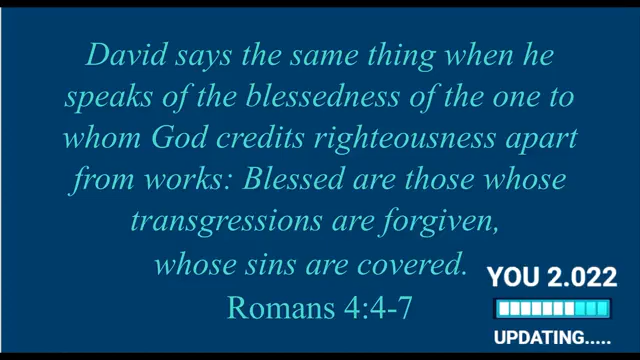 David says the same thing when he
speaks of the blessedness of the one to
whom God credits righteousness apart
from works: Blessed are those whose
transgressions are forgiven,
whose sins are covered.
Romans 4:4-7
YOU 2.022
UPDATING.....